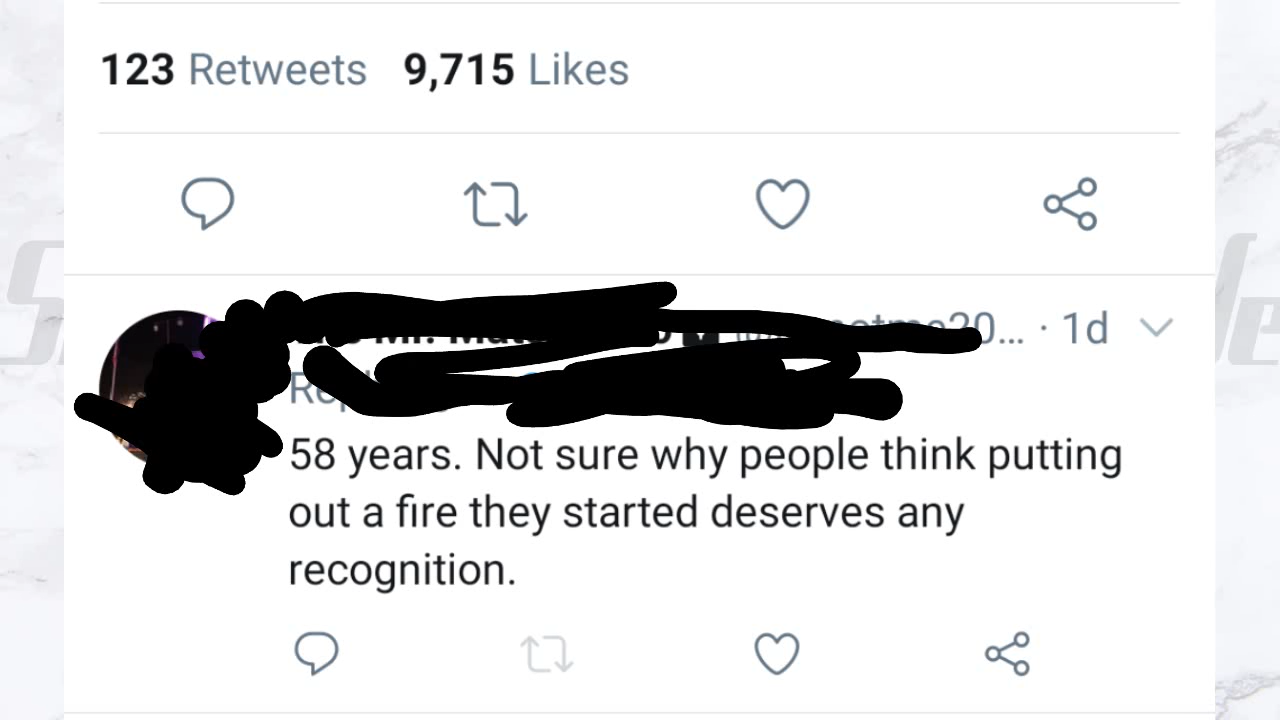 123 Retweets 9,715 Likes
· 1d
58 years. Not sure why people think putting
out a fire they started deserves any
recognition.